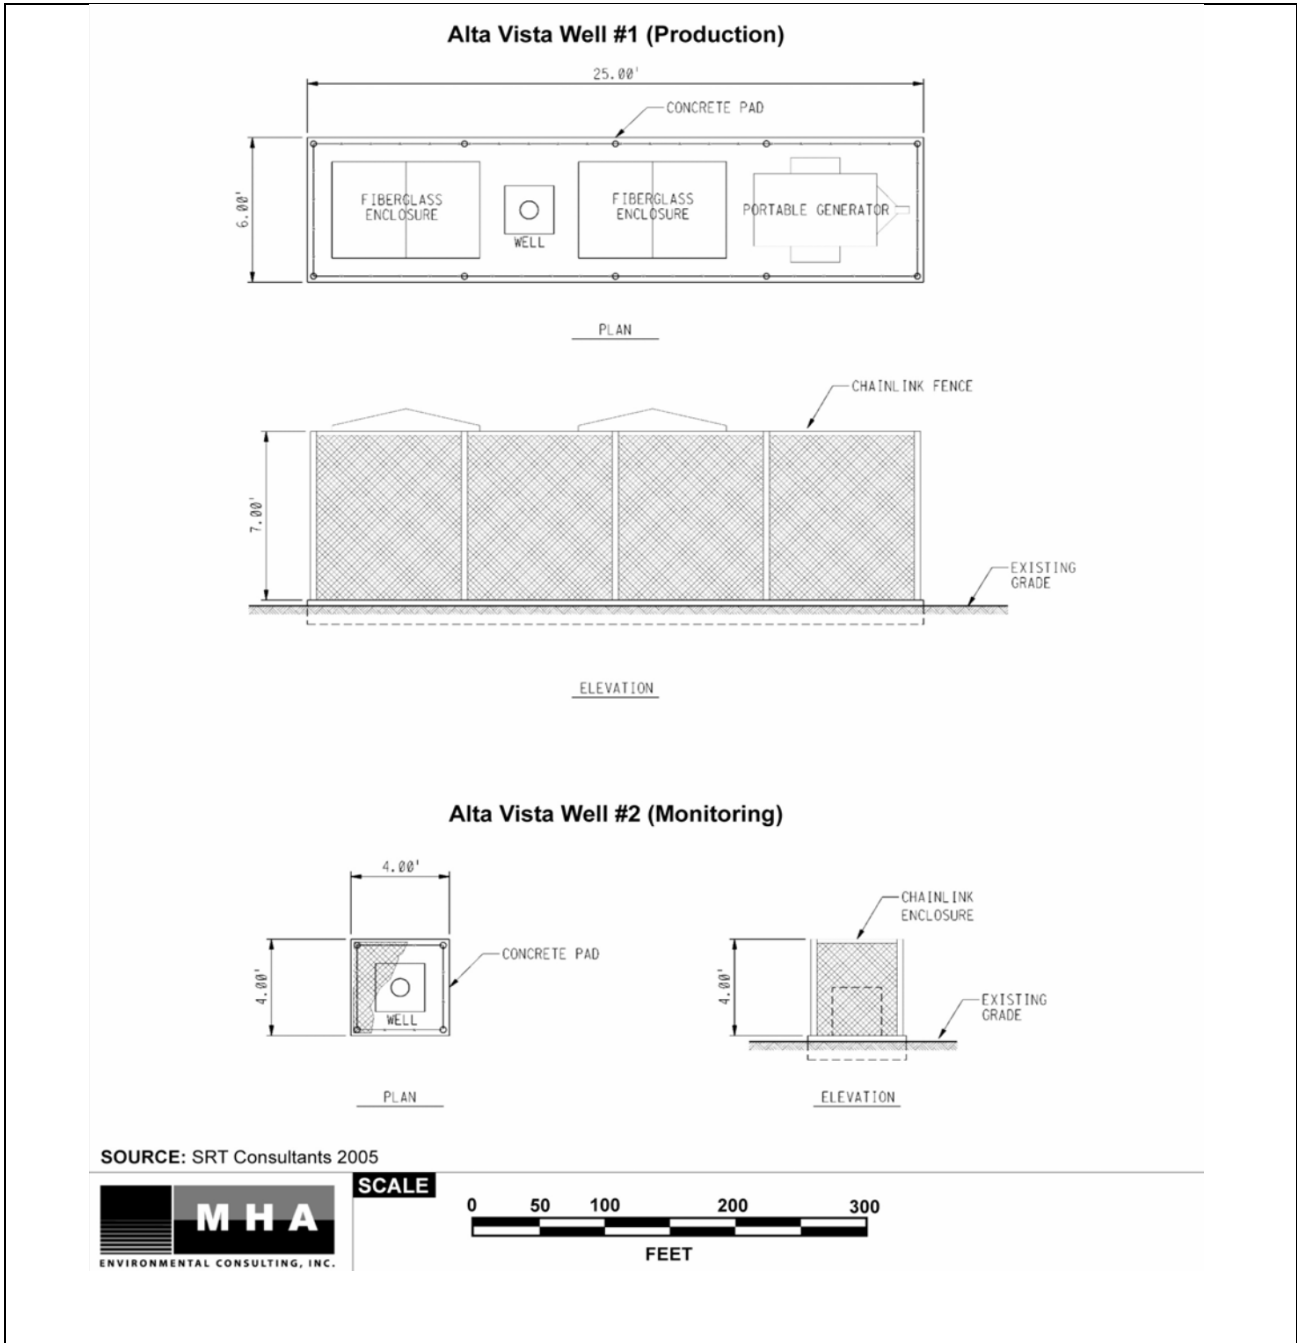 Alta Vista Well #1 (Production)
25.00'
CONCRETE PAD
6.00'
FIBERGLASS
ENCLOSURE
WELL
FIBERGLASS
ENCLOSURE
PORTABLE GENERATOR
PLAN
CHAINLINK FENCE
7.00'
EXISTING
GRADE
ELEVATION
Alta Vista Well #2 (Monitoring)
4.00'
4.00'
WELL
CONCRETE PAD
PLAN
CHAINLINK
ENCLOSURE
4.00'
EXISTING
GRADE
ELEVATION
SOURCE: SRT Consultants 2005
MHA
ENVIRONMENTAL CONSULTING, INC.
SCALE
0 50 100 200 300
FEET